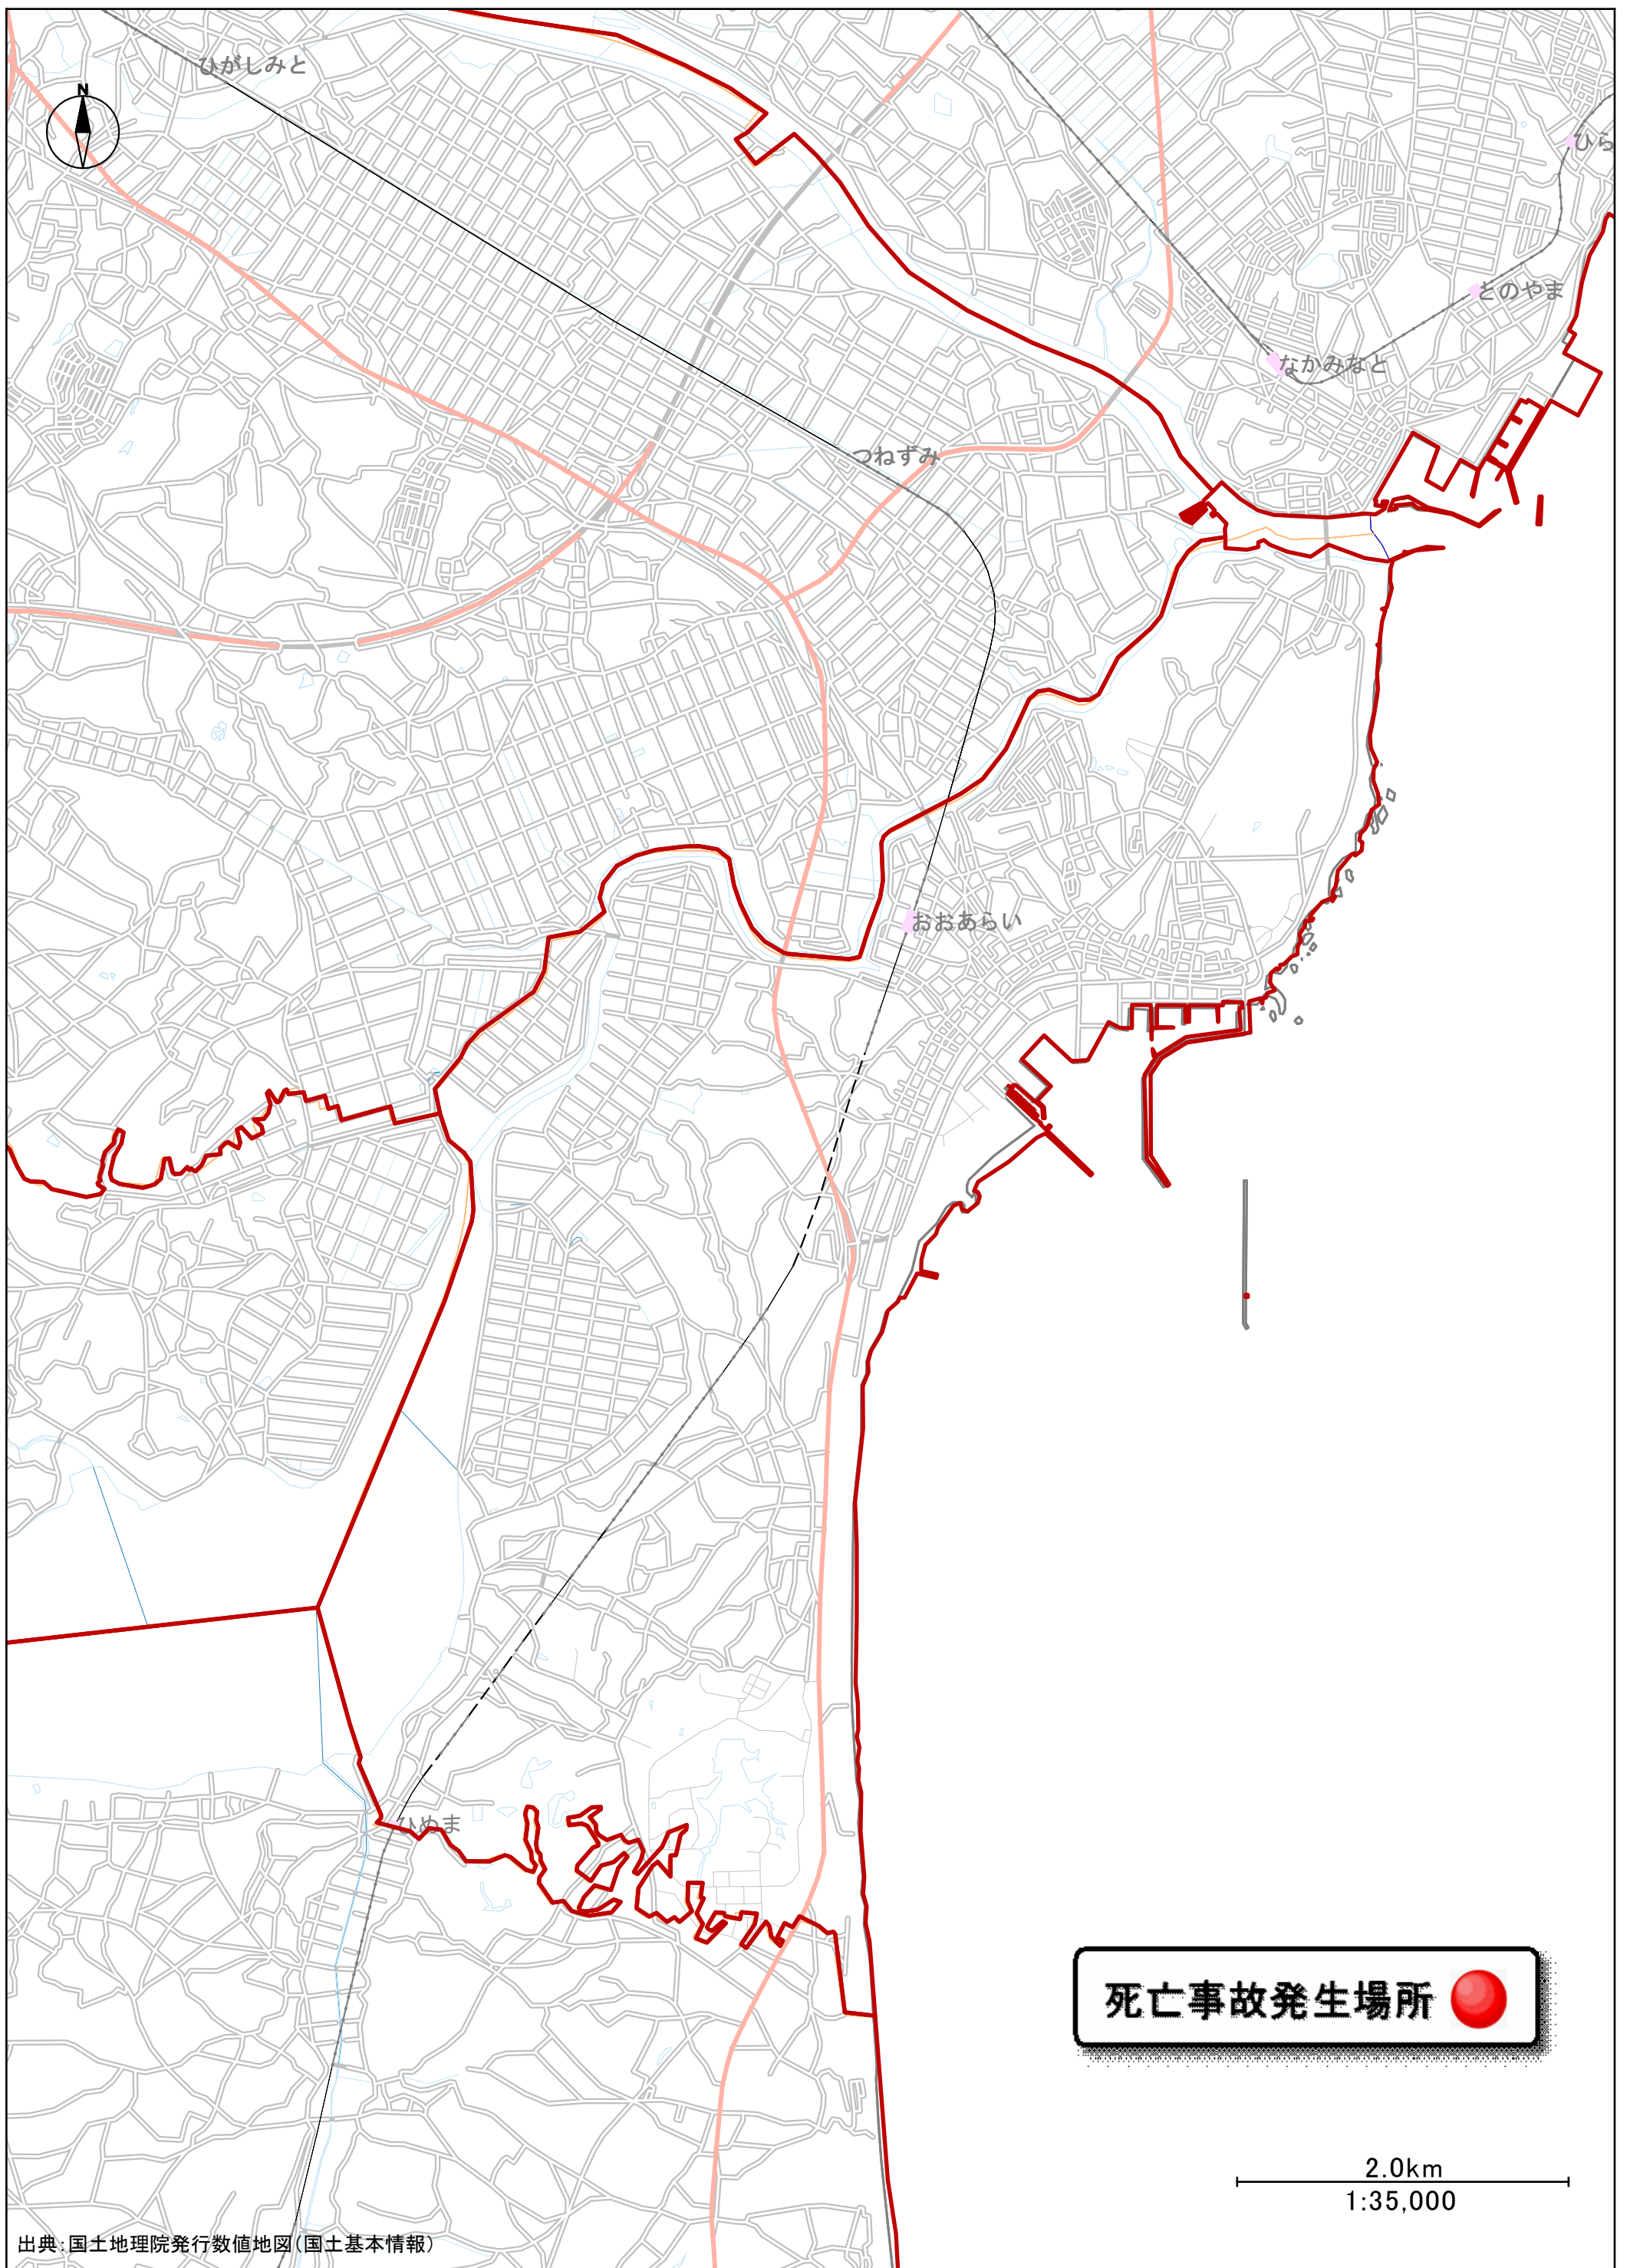 ひがしみと
N
ひら
とのやま
なかみなと
つねずみ
おおあらい
ひぬま
死亡事故発生場所
2.0km
1:35,000
出典:国土地理院発行数値地図(国土基本情報)